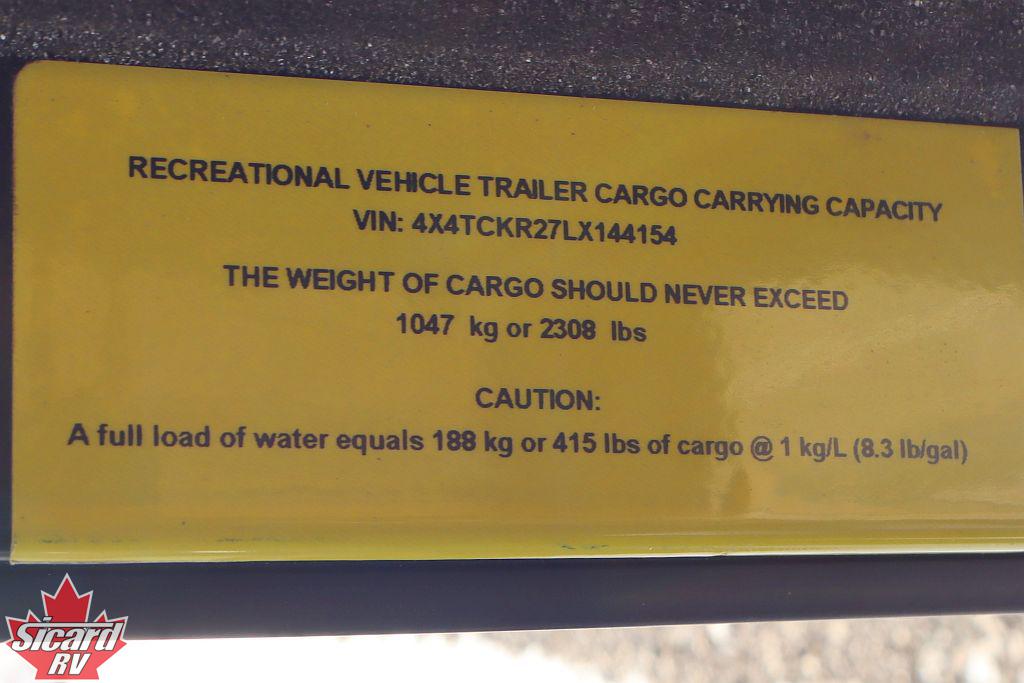 RECREATIONAL VEHICLE TRAILER CARGO CARRYING CAPACITY
VIN: 4X4TCKR27LX144154
THE WEIGHT OF CARGO SHOULD NEVER EXCEED
1047 kg or 2308 lbs
CAUTION:
A full load of water equals 188 kg or 415 lbs of cargo @ 1 kg/L (8.3 lb/gal)
Sicard
RV